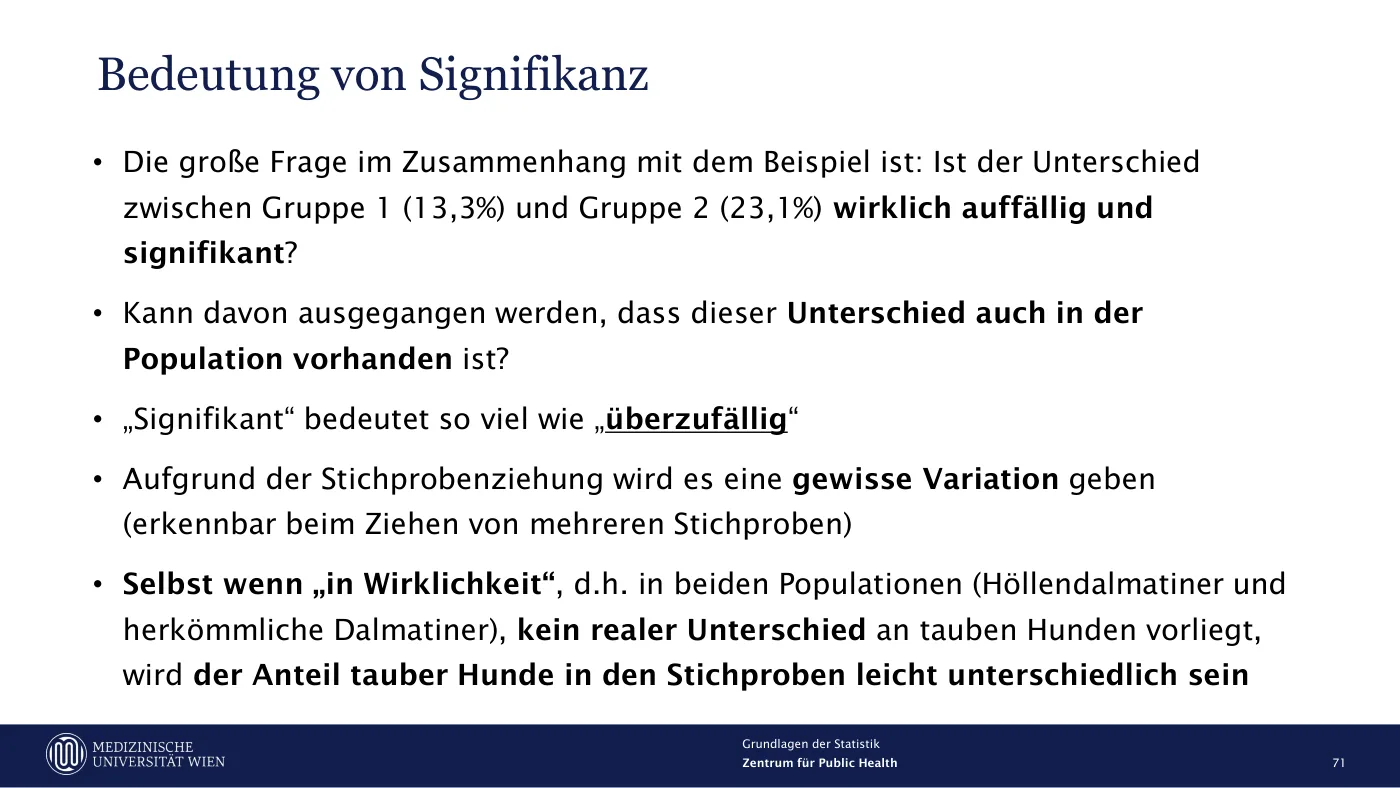 Bedeutung von Signifikanz
• Die große Frage im Zusammenhang mit dem Beispiel ist: Ist der Unterschied
zwischen Gruppe 1 (13,3%) und Gruppe 2 (23,1%) wirklich auffällig und
signifikant?
• Kann davon ausgegangen werden, dass dieser Unterschied auch in der
Population vorhanden ist?
• „Signifikant“ bedeutet so viel wie „überzufällig“
• Aufgrund der Stichprobenziehung wird es eine gewisse Variation geben
(erkennbar beim Ziehen von mehreren Stichproben)
• Selbst wenn „in Wirklichkeit“, d.h. in beiden Populationen (Höllendalmatiner und
herkömmliche Dalmatiner), kein realer Unterschied an tauben Hunden vorliegt,
wird der Anteil tauber Hunde in den Stichproben leicht unterschiedlich sein
MEDIZINISCHE
UNIVERSITÄT WIEN
Grundlagen der Statistik
Zentrum für Public Health
71